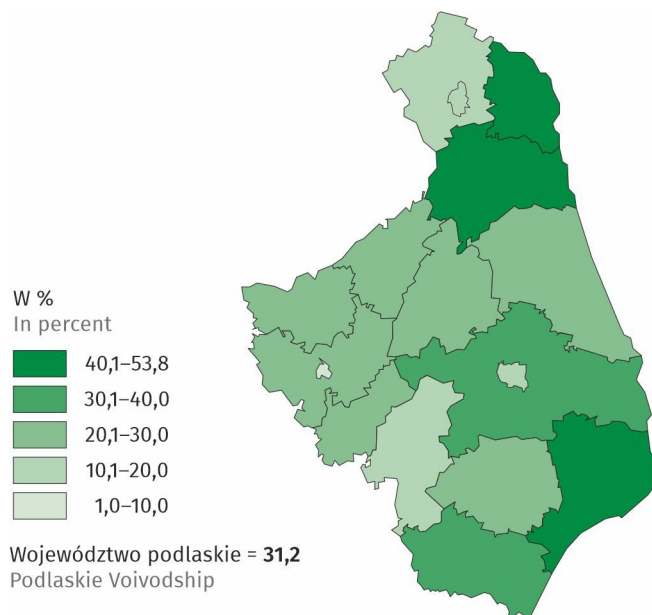 W %
In percent
40,1–53,8
30,1–40,0
20,1–30,0
10,1–20,0
1,0–10,0
Województwo podlaskie = 31,2
Podlaskie Voivodship